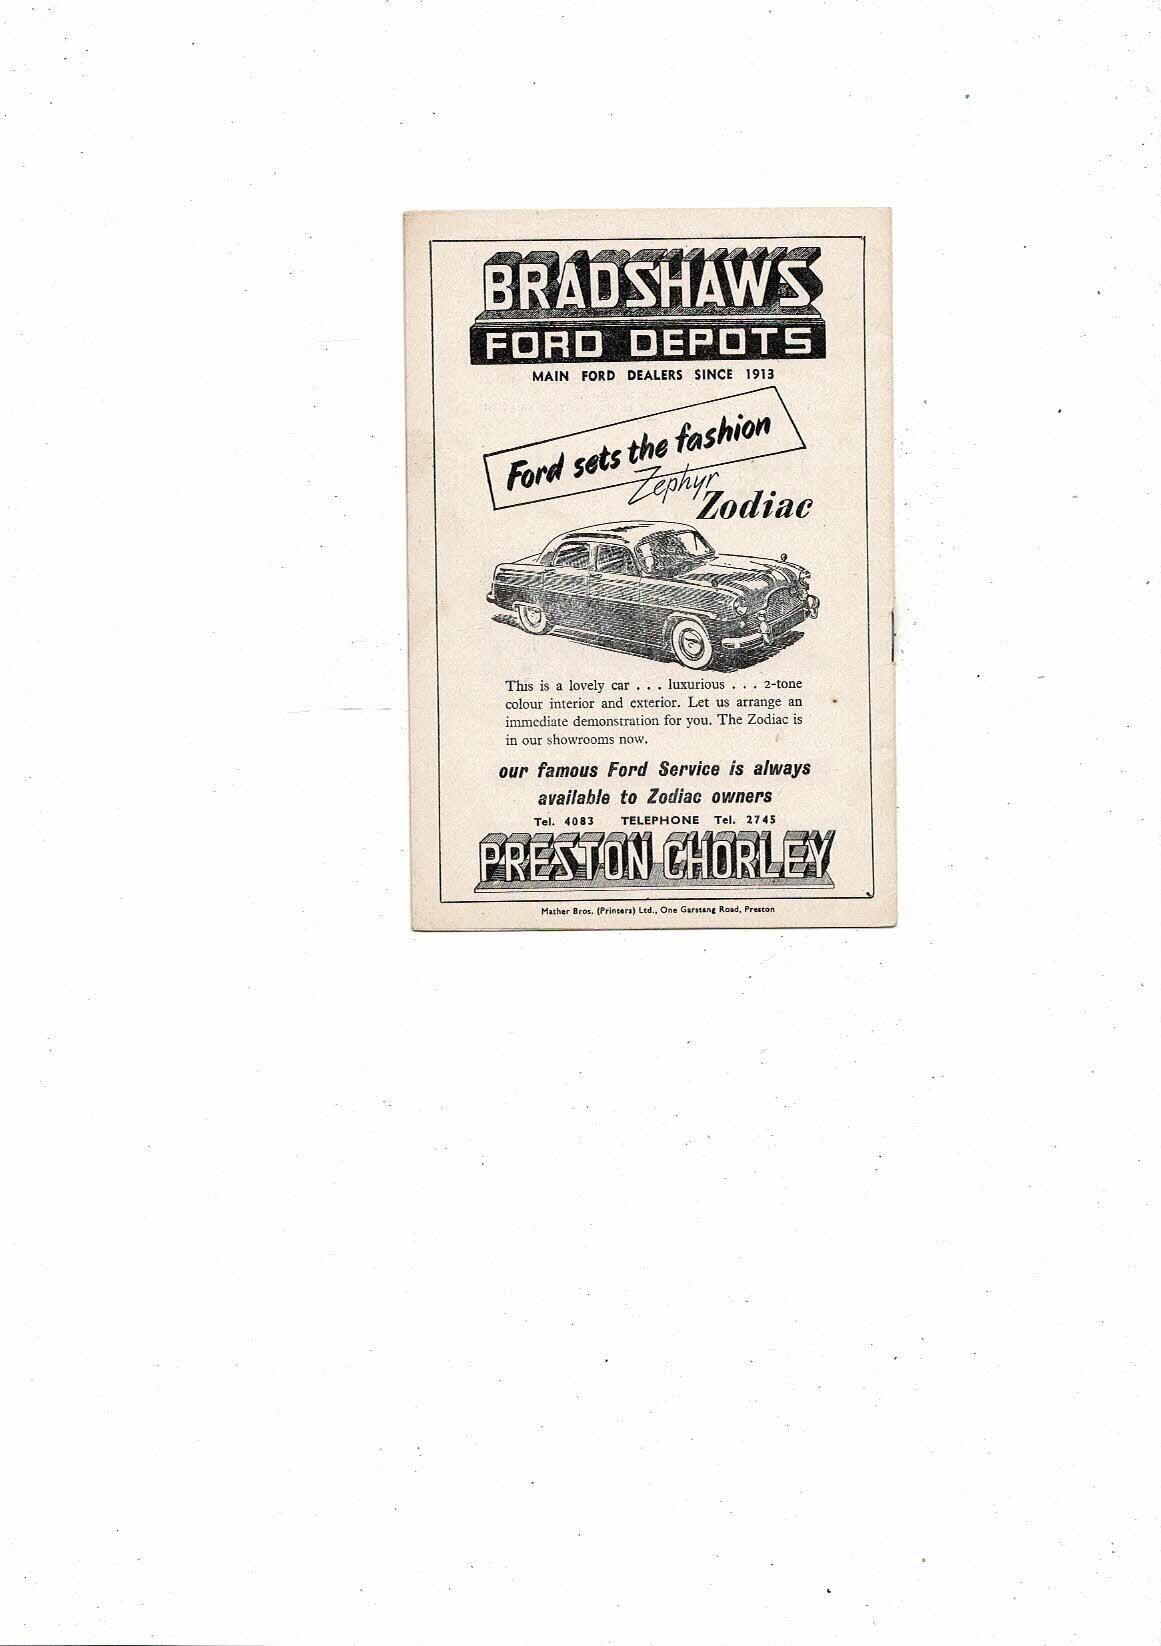 BRADSHAWS
FORD DEPOTS
MAIN FORD DEALERS SINCE 1913
Ford sets the fashion
Zephyr
Zodiac
This is a lovely car . . . luxurious . . . 2-tone
colour interior and exterior. Let us arrange an
immediate demonstration for you. The Zodiac is
in our showrooms now.
our famous Ford Service is always
available to Zodiac owners
Tel. 4083 TELEPHONE Tel. 2745
PRESTON CHORLEY
Mather Bros. (Printers) Ltd., One Garstang Road, Preston